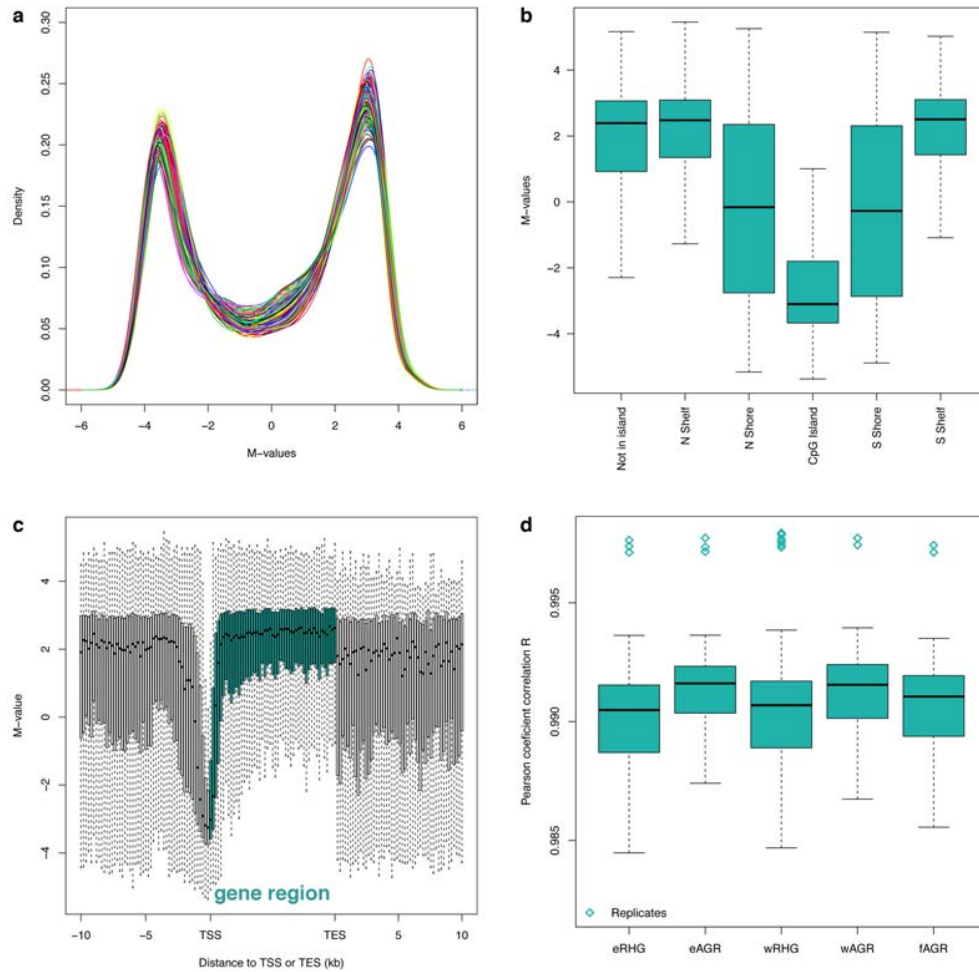 a
0.30
0.25
0.20
0.15
0.10
0.05
0.00
Density
−6
−4
−2
0
2
4
6
M−values
b
4
2
0
−2
−4
M−values
Not in island
N Shelf
N Shore
CpG Island
S Shore
S Shelf
c
4
2
0
−2
−4
M−value
gene region
−10
−5
TSS
TES
5
10
Distance to TSS or TES (kb)
d
0.995
0.990
0.985
Pearson coeficient correlation R
Replicates
eRHG
eAGR
wRHG
wAGR
fAGR